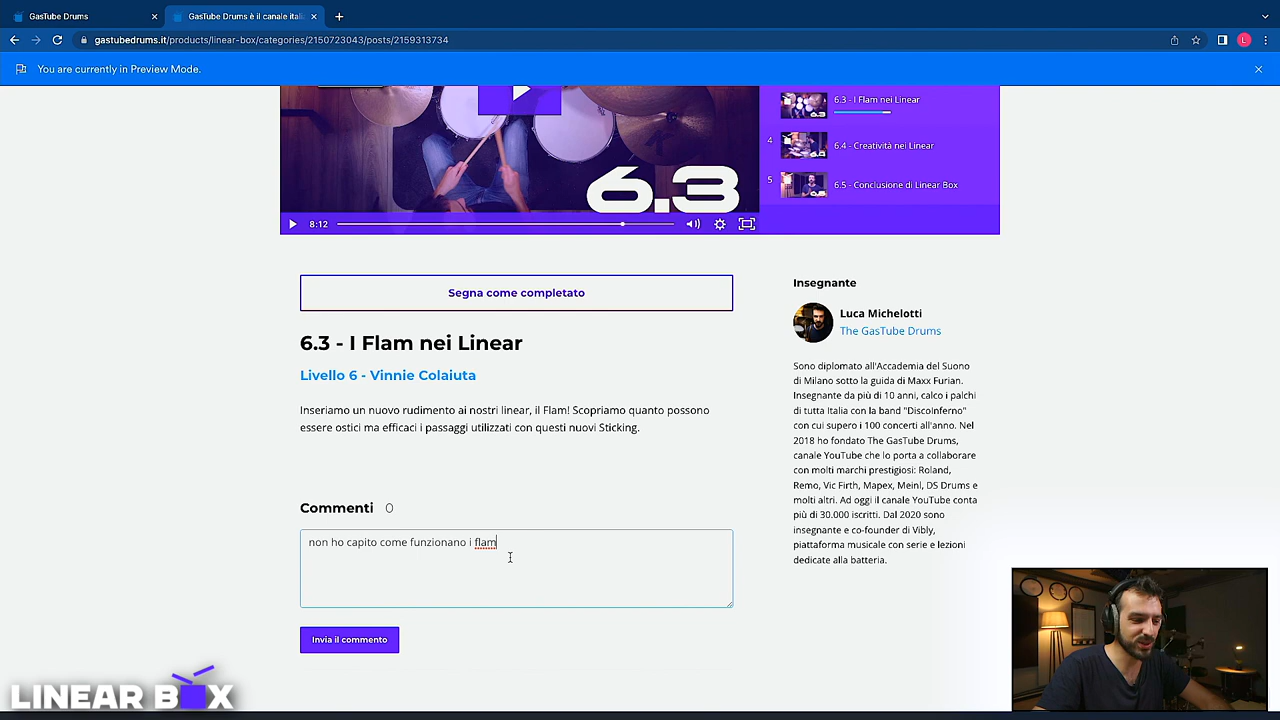 GasTube Drums
GasTube Drums è il canale itali
gastubedrums.it/products/linear-box/categories/2150723043/posts/2159313734
L
You are currently in Preview Mode.
6.3 - I Flam nei Linear
6.3
4
6.4 - Creatività nei Linear
5
6.5 - Conclusione di Linear Box
6.3
8:12
Segna come completato
6.3 - I Flam nei Linear
Livello 6 - Vinnie Colaiuta
Inseriamo un nuovo rudimento ai nostri linear, il Flam! Scopriamo quanto possono
essere ostici ma efficaci i passaggi utilizzati con questi nuovi Sticking.
Commenti 0
non ho capito come funzionano i flam
Invia il commento
Insegnante
Luca Michelotti
The GasTube Drums
Sono diplomato all'Accademia del Suono
di Milano sotto la guida di Maxx Furian.
Insegnante da più di 10 anni, calco i palchi
di tutta Italia con la band "DiscoInferno"
con cui supero i 100 concerti all'anno. Nel
2018 ho fondato The GasTube Drums,
canale YouTube che lo porta a collaborare
con molti marchi prestigiosi: Roland,
Remo, Vic Firth, Mapex, Meinl, DS Drums e
molti altri. Ad oggi il canale YouTube conta
più di 30.000 iscritti. Dal 2020 sono
insegnante e co-founder di Vibly,
piattaforma musicale con serie e lezioni
dedicate alla batteria.
LINEAR BOX